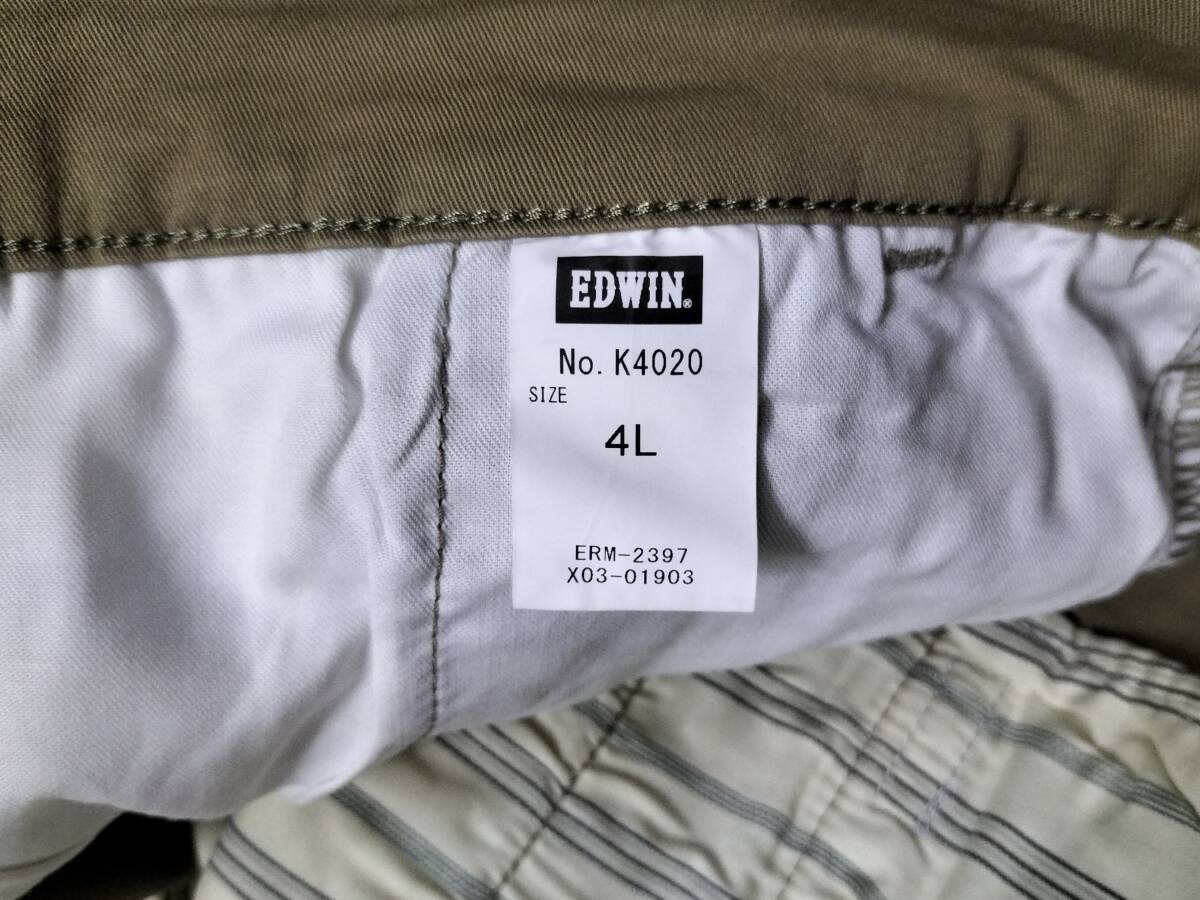 EDWIN®
No. K4020
SIZE
4L
ERM-2397
X03-01903